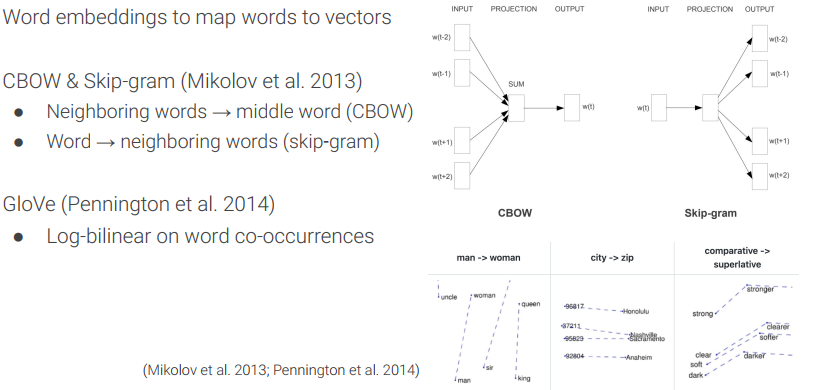 Word embeddings to map words to vectors
CBOW & Skip-gram (Mikolov et al. 2013)
● Neighboring words → middle word (CBOW)
● Word → neighboring words (skip-gram)
GloVe (Pennington et al. 2014)
● Log-bilinear on word co-occurrences
(Mikolov et al. 2013; Pennington et al. 2014)
INPUT PROJECTION OUTPUT
w(t-2)
w(t-1)
SUM
w(t)
w(t+1)
w(t+2)
CBOW
INPUT PROJECTION OUTPUT
w(t-2)
w(t-1)
w(t)
w(t+1)
w(t+2)
Skip-gram
man -> woman
uncle
woman
queen
sir
man
king
city -> zip
96817
Honolulu
37211
Nashville
95823
Sacramento
92804
Anaheim
comparative ->
superlative
stronger
strong
clearer
softer
clear
darker
soft
dark